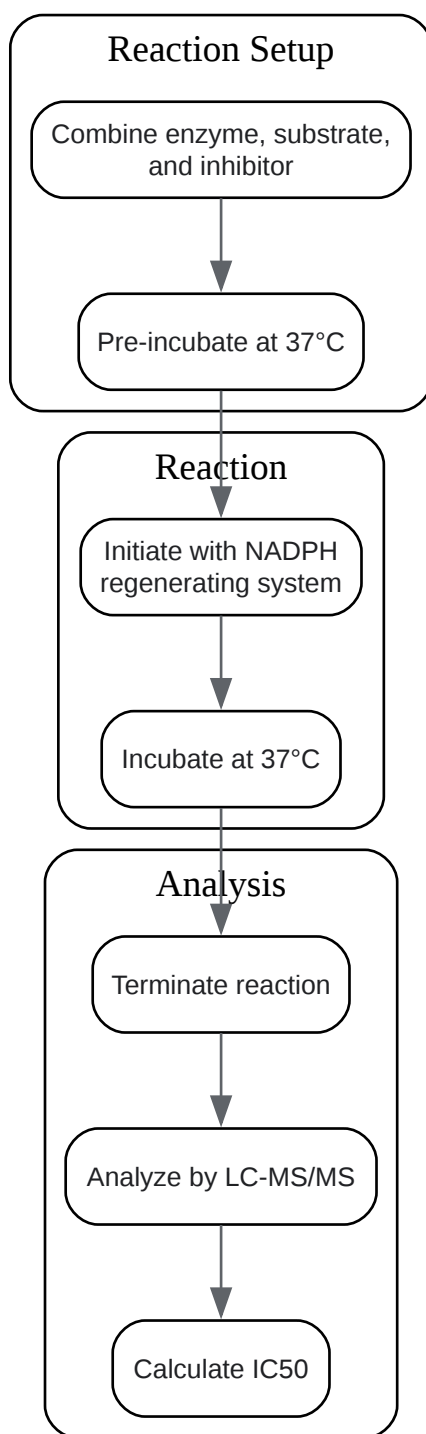 Reaction Setup
Combine enzyme, substrate,
and inhibitor
Pre-incubate at 37°C
Reaction
Initiate with NADPH
regenerating system
Incubate at 37°C
Analysis
Terminate reaction
Analyze by LC-MS/MS
Calculate IC50